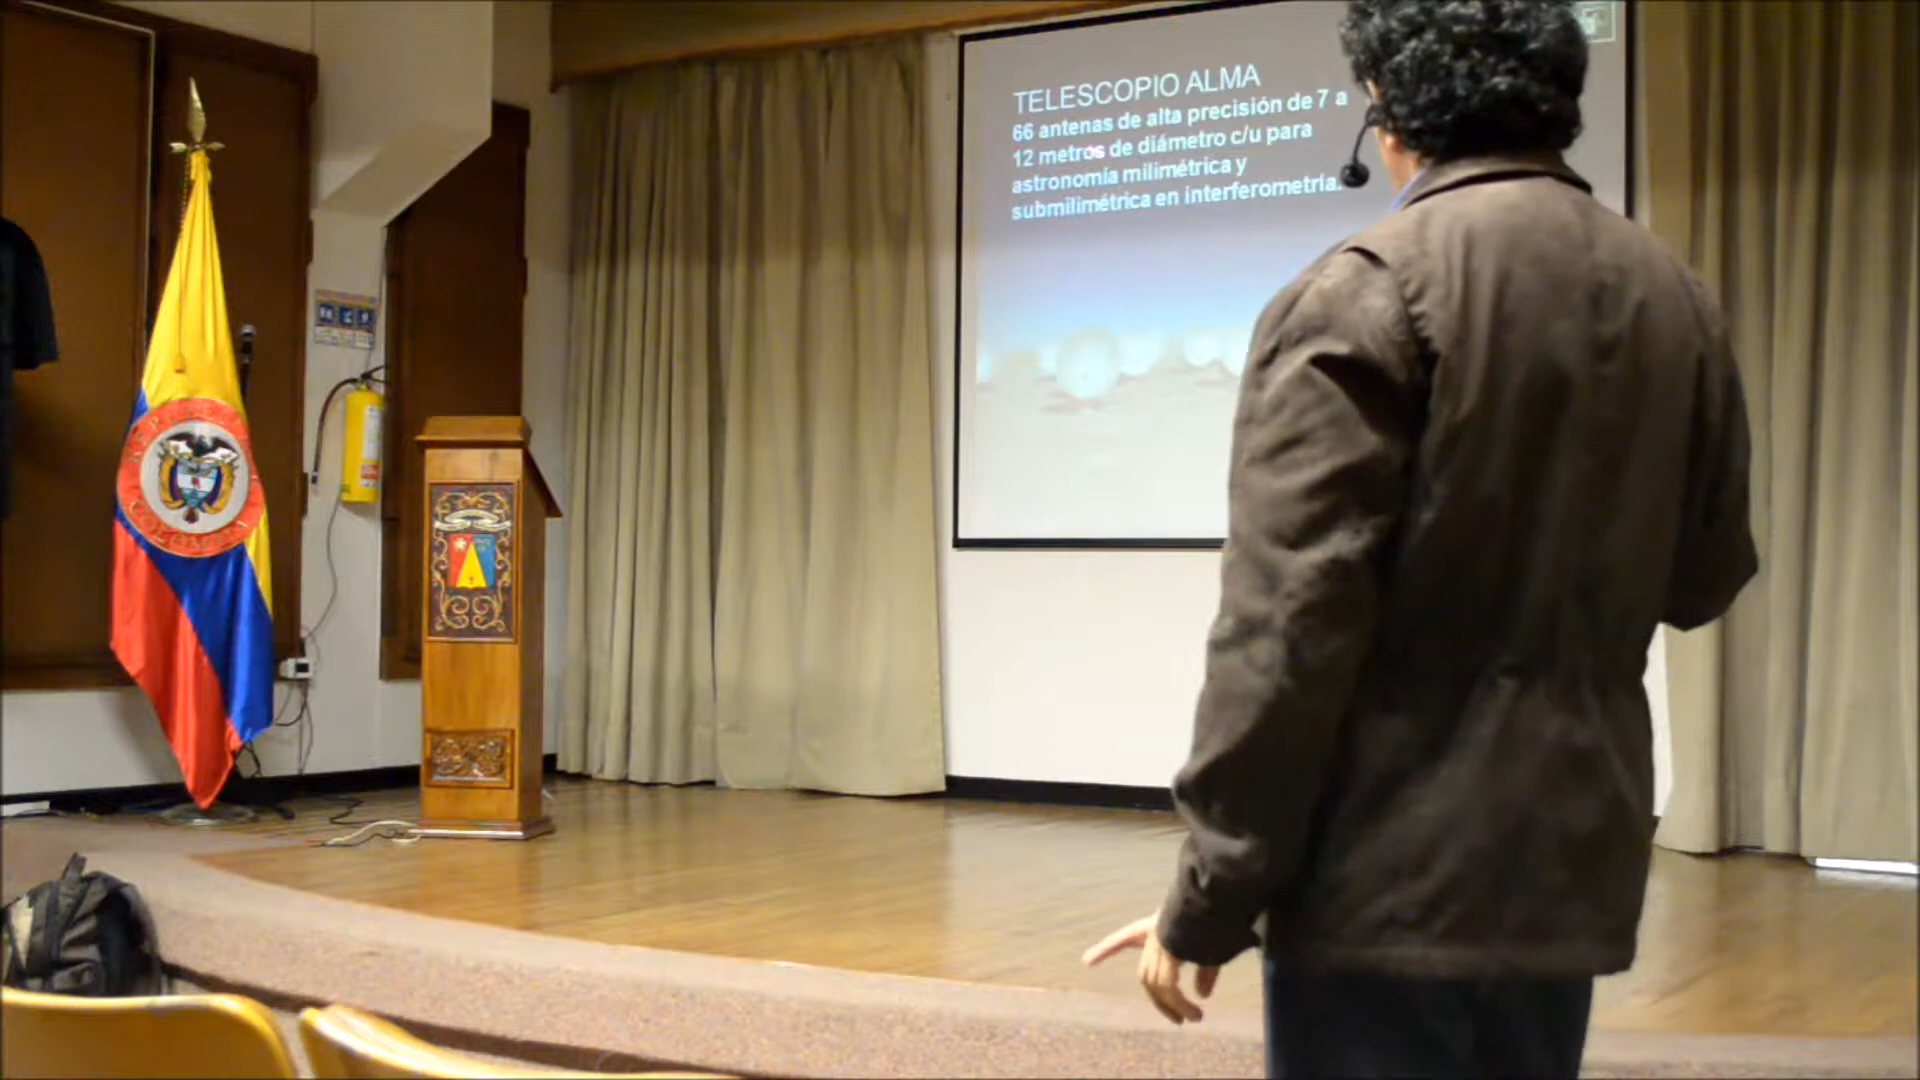 TELESCOPIO ALMA
66 antenas de alta precisión de 7 a
12 metros de diámetro c/u para
astronomía milimétrica y
submilimétrica en interferometría.
COLOMBIA